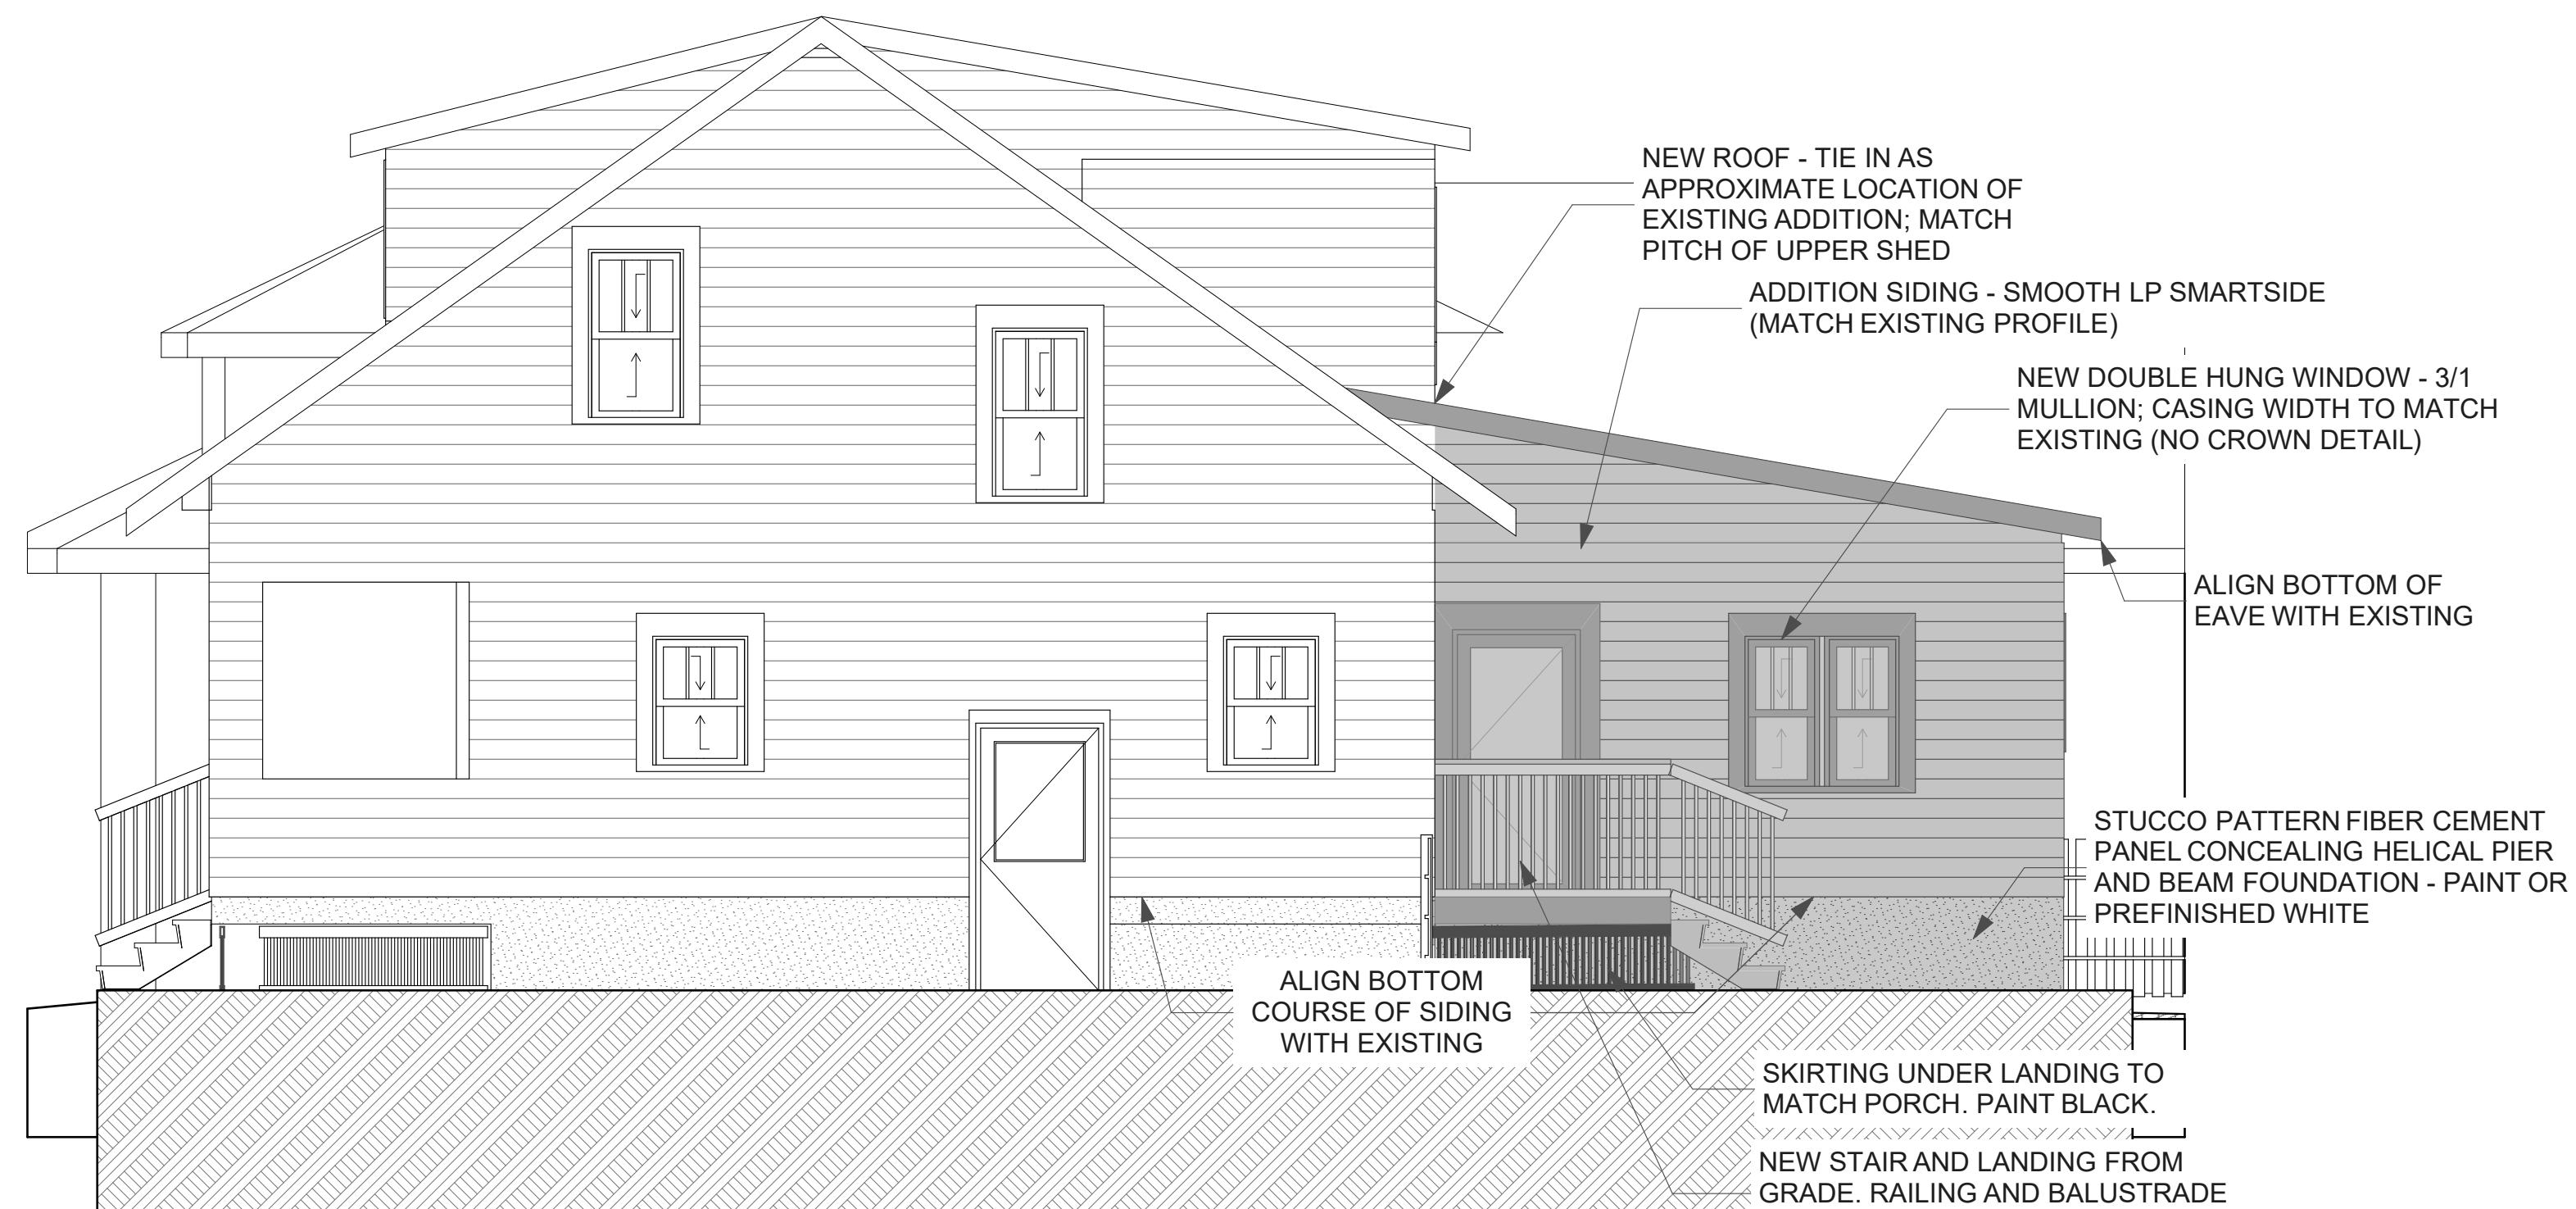 NEW ROOF - TIE IN AS
APPROXIMATE LOCATION OF
EXISTING ADDITION; MATCH
PITCH OF UPPER SHED
ADDITION SIDING - SMOOTH LP SMARTSIDE
(MATCH EXISTING PROFILE)
NEW DOUBLE HUNG WINDOW - 3/1
MULLION; CASING WIDTH TO MATCH
EXISTING (NO CROWN DETAIL)
ALIGN BOTTOM OF
EAVE WITH EXISTING
STUCCO PATTERN FIBER CEMENT
PANEL CONCEALING HELICAL PIER
AND BEAM FOUNDATION - PAINT OR
PREFINISHED WHITE
ALIGN BOTTOM
COURSE OF SIDING
WITH EXISTING
SKIRTING UNDER LANDING TO
MATCH PORCH. PAINT BLACK.
NEW STAIR AND LANDING FROM
GRADE. RAILING AND BALUSTRADE